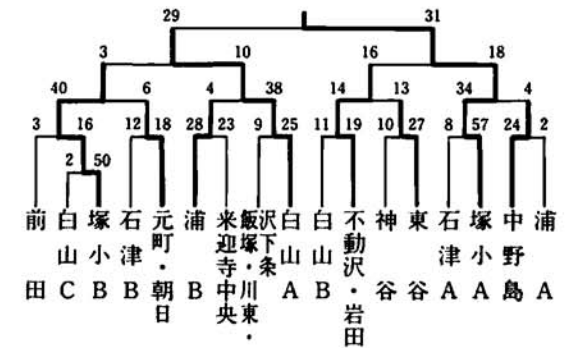 29 31
3 10 16 18
40 6 4 38 14 13 34 4
3 16 12 18 28 23 9 25 11 19 10 27 8 57 24 2
2 50
前田
白山C
塚小B
石津B
元町・朝日
浦B
来迎寺中央
飯塚・川東・
沢下条
白山A
白山B
不動沢・岩田
神谷
東谷
石津A
塚小A
中野島
浦A